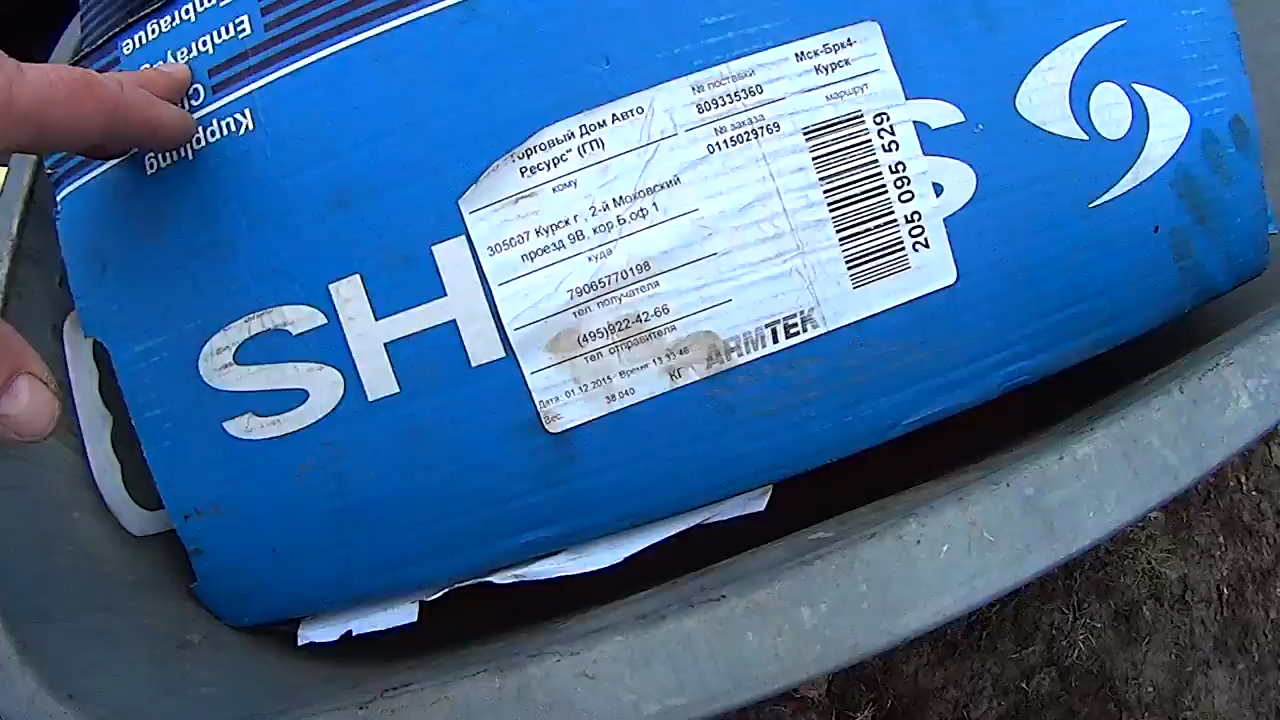 Embrague
Kupplung
SH
S
Торговый Дом Авто
Ресурс" (ГП)
кому
№ поставки
809335360
№ заказа
0115029769
Мск-Брк4-
Курск
маршрут
305007 Курск г , 2-й Моковский
проезд 9В, кор.Б,оф 1
куда
79065770198
тел. получателя
(495)922-42-66
тел. отправителя
Дата: 01.12.2015 Время 13 33 46
Вес: 38,040 КГ
ARMTEK
205 095 529